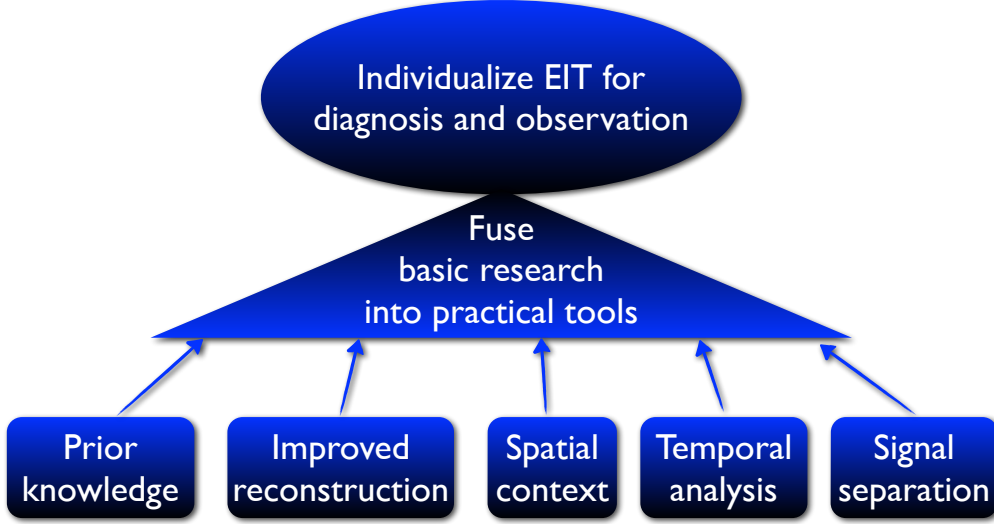 Individualize EIT for
diagnosis and observation
Fuse
basic research
into practical tools
Prior
knowledge
Improved
reconstruction
Spatial
context
Temporal
analysis
Signal
separation